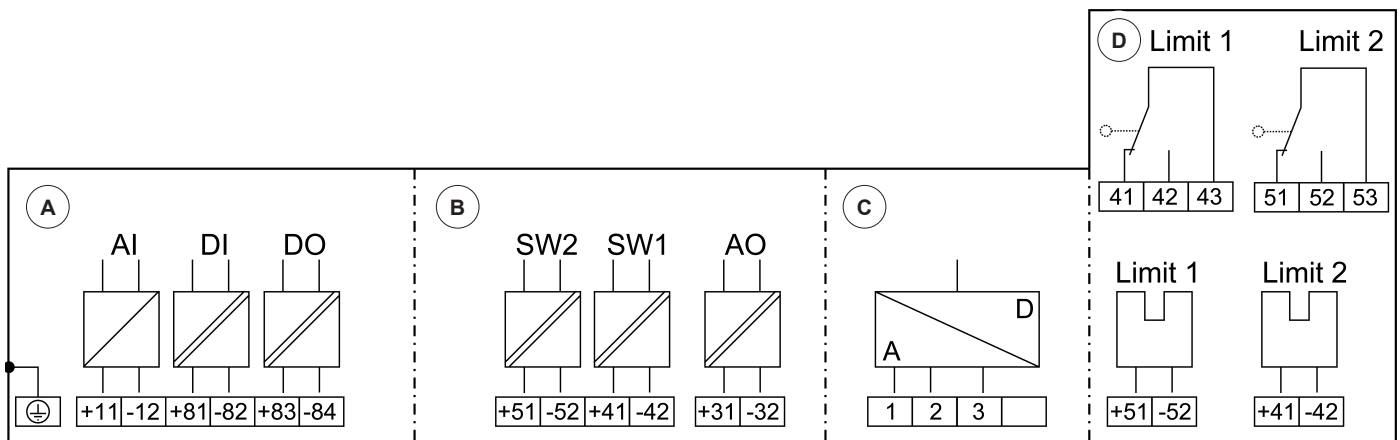 D Limit 1 Limit 2
41 42 43 51 52 53
A B C
AI DI DO SW2 SW1 AO
Limit 1 Limit 2
D
A
+11 -12 +81 -82 +83 -84 +51 -52 +41 -42 +31 -32 1 2 3 +51 -52 +41 -42